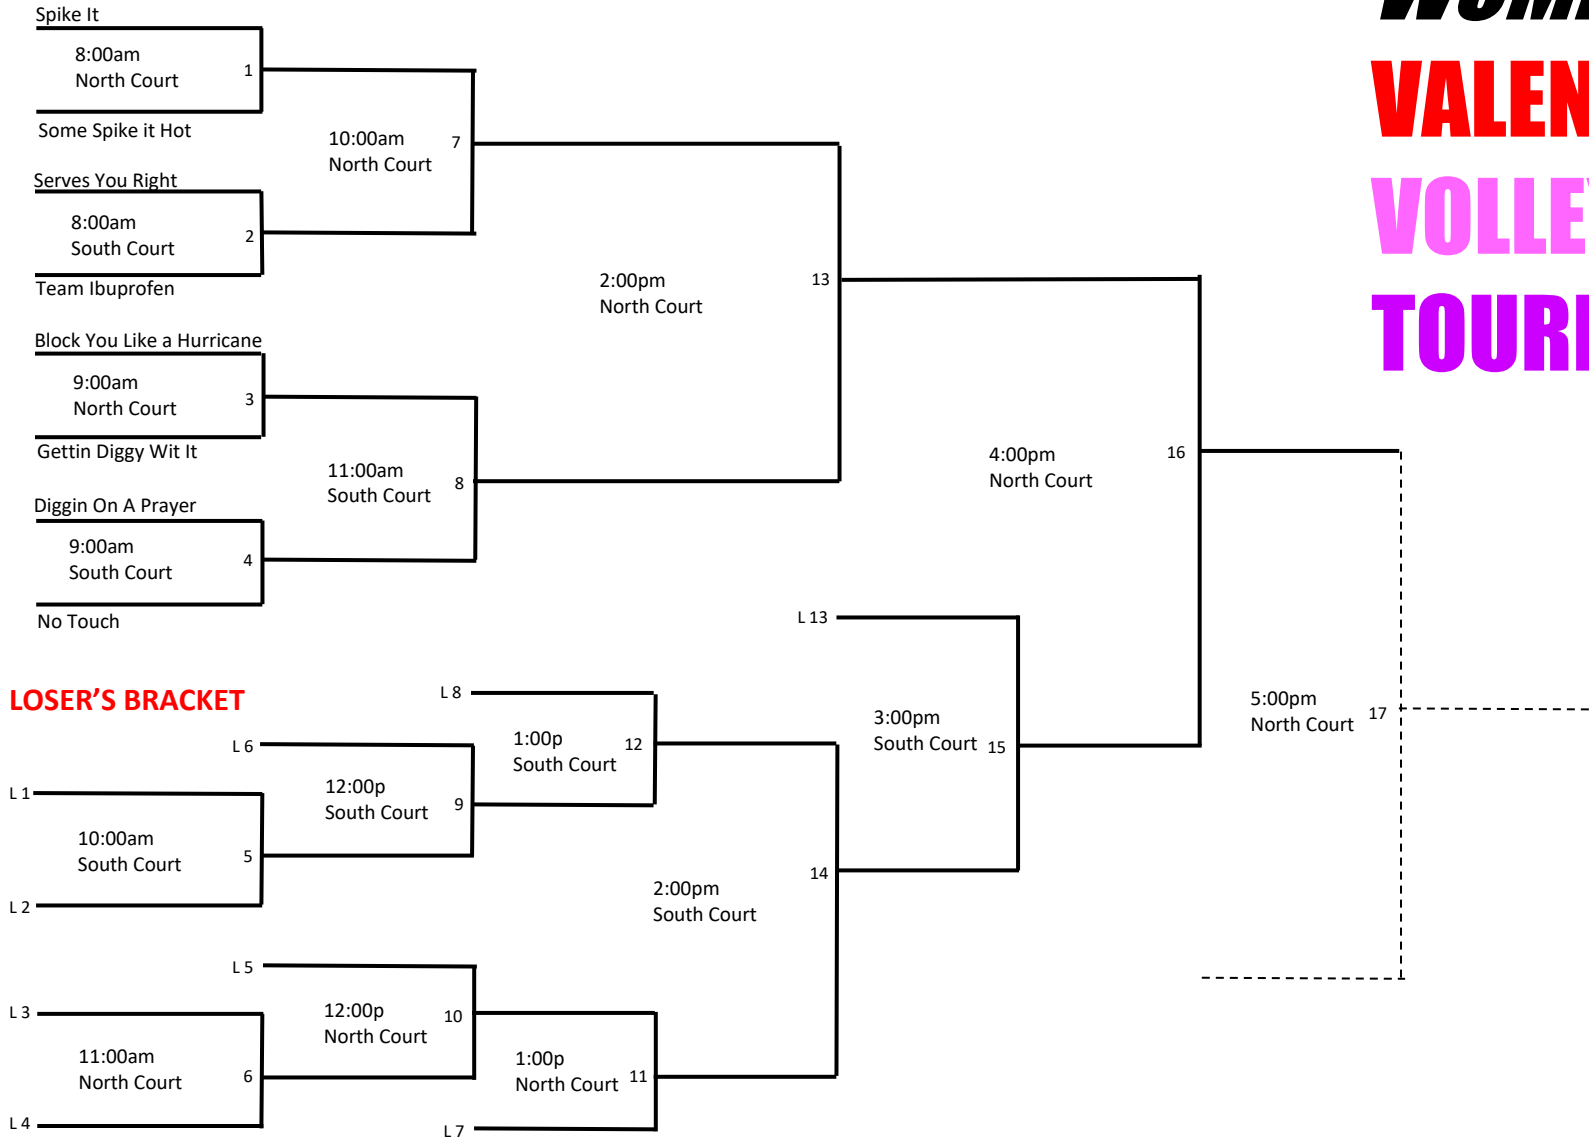 Spike It
8:00am
North Court
1
Some Spike it Hot
10:00am
North Court
7
Serves You Right
8:00am
South Court
2
Team Ibuprofen
2:00pm
North Court
13
Block You Like a Hurricane
9:00am
North Court
3
Gettin Diggy Wit It
11:00am
South Court
8
Diggin On A Prayer
9:00am
South Court
4
No Touch
4:00pm
North Court
16
VALEN
VOLLE
TOUR
LOSER’S BRACKET
L 13
L 8
L 6
1:00p
South Court
12
3:00pm
South Court
15
5:00pm
North Court
17
L 1
12:00p
South Court
9
10:00am
South Court
5
L 2
2:00pm
South Court
14
L 5
L 3
12:00p
North Court
10
11:00am
North Court
6
1:00p
North Court
11
L 4
L 7